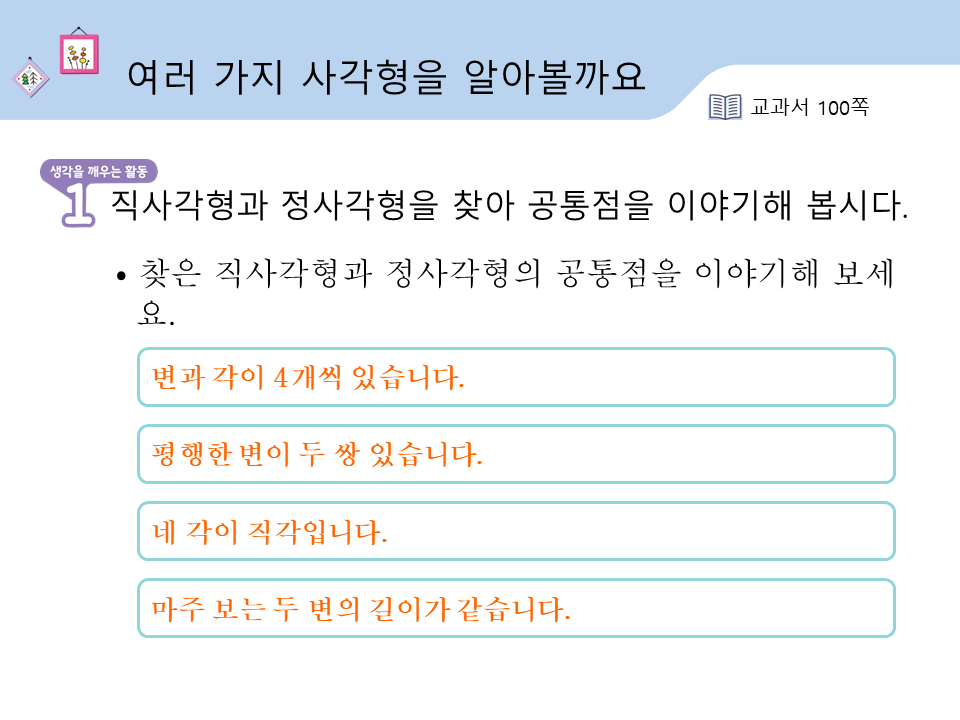 여러 가지 사각형을 알아볼까요
교과서 100쪽
생각을 깨우는 활동
1 직사각형과 정사각형을 찾아 공통점을 이야기해 봅시다.
• 찾은 직사각형과 정사각형의 공통점을 이야기해 보세
요.
변과 각이 4개씩 있습니다.
평행한 변이 두 쌍 있습니다.
네 각이 직각입니다.
마주 보는 두 변의 길이가 같습니다.